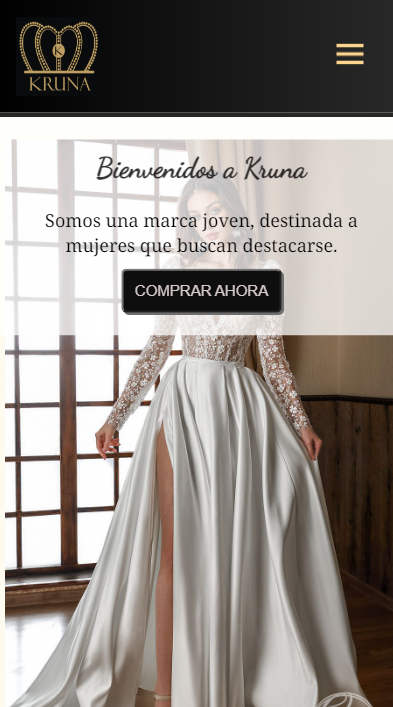 K
KRUNA
Bienvenidos a Kruna
Somos una marca joven, destinada a
mujeres que buscan destacarse.
COMPRAR AHORA